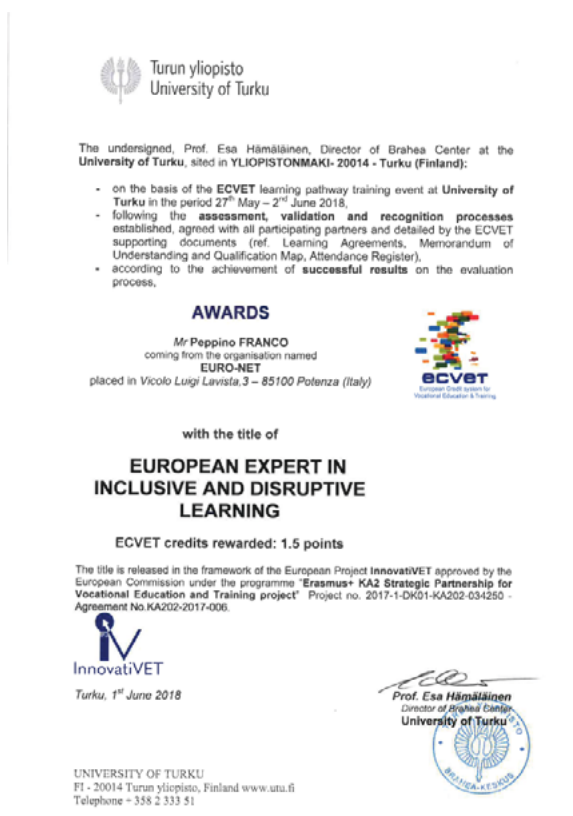 Turun yliopisto
University of Turku
The undersigned, Prof. Esa Hämäläinen, Director of Brahea Center at the
University of Turku, sited in YLIOPISTONMAKI- 20014 - Turku (Finland):
- on the basis of the ECVET learning pathway training event at University of
Turku in the period 27th May – 2nd June 2018,
- following the assessment, validation and recognition processes
established, agreed with all participating partners and detailed by the ECVET
supporting documents (ref. Learning Agreements, Memorandum of
Understanding and Qualification Map, Attendance Register),
- according to the achievement of successful results on the evaluation
process,
AWARDS
Mr Peppino FRANCO
coming from the organisation named
EURO-NET
placed in Vicolo Luigi Lavista,3 – 85100 Potenza (Italy)
ecvet
European Credit system for
Vocational Education & Training
with the title of
EUROPEAN EXPERT IN
INCLUSIVE AND DISRUPTIVE
LEARNING
ECVET credits rewarded: 1.5 points
The title is released in the framework of the European Project InnovatiVET approved by the
European Commission under the programme "Erasmus+ KA2 Strategic Partnership for
Vocational Education and Training project" Project no. 2017-1-DK01-KA202-034250 -
Agreement No.KA202-2017-006.
iV
InnovatiVET
Turku, 1st June 2018
Prof. Esa Hämäläinen
Director of Brahea Center
University of Turku
TURUN YLIOPISTO
BRAHEA-KESKUS
UNIVERSITY OF TURKU
FI - 20014 Turun yliopisto, Finland www.utu.fi
Telephone + 358 2 333 51